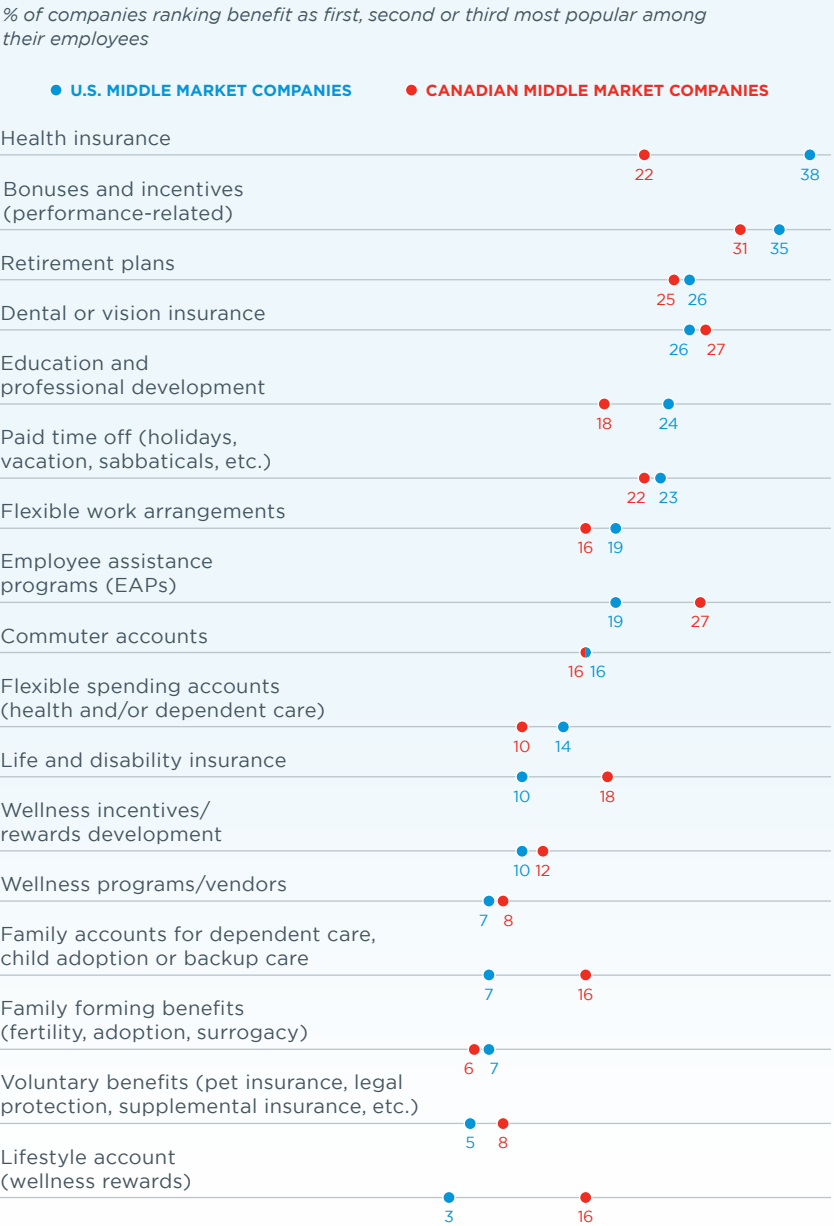 % of companies ranking benefit as first, second or third most popular among
their employees
U.S. MIDDLE MARKET COMPANIES
CANADIAN MIDDLE MARKET COMPANIES
Health insurance
22 38
Bonuses and incentives
(performance-related)
31 35
Retirement plans
25 26
Dental or vision insurance
26 27
Education and
professional development
18 24
Paid time off (holidays,
vacation, sabbaticals, etc.)
22 23
Flexible work arrangements
16 19
Employee assistance
programs (EAPs)
19 27
Commuter accounts
16 16
Flexible spending accounts
(health and/or dependent care)
10 14
Life and disability insurance
10 18
Wellness incentives/
rewards development
10 12
Wellness programs/vendors
7 8
Family accounts for dependent care,
child adoption or backup care
7 16
Family forming benefits
(fertility, adoption, surrogacy)
6 7
Voluntary benefits (pet insurance, legal
protection, supplemental insurance, etc.)
5 8
Lifestyle account
(wellness rewards)
3 16